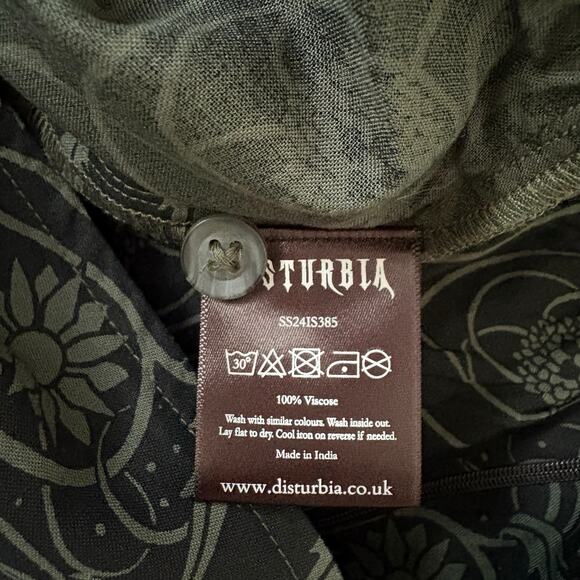 STURBIA
SS24IS385
30°
100% Viscose
Wash with similar colours. Wash inside out.
Lay flat to dry. Cool iron on reverse if needed.
Made in India
www.disturbia.co.uk